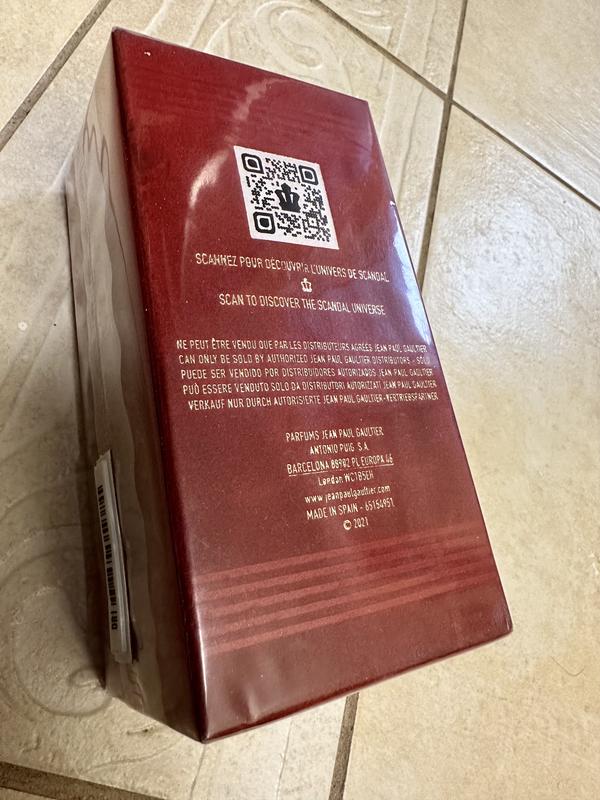 SCANNEZ POUR DÉCOUVRIR L'UNIVERS DE SCANDAL
SCAN TO DISCOVER THE SCANDAL UNIVERSE
NE PEUT ÊTRE VENDU QUE PAR LES DISTRIBUTEURS AGRÉÉS JEAN PAUL GAULTIER
CAN ONLY BE SOLD BY AUTHORIZED JEAN PAUL GAULTIER DISTRIBUTORS - SOLO
PUEDE SER VENDIDO POR DISTRIBUIDORES AUTORIZADOS JEAN PAUL GAULTIER
PUÒ ESSERE VENDUTO SOLO DA DISTRIBUTORI AUTORIZZATI JEAN PAUL GAULTIER
VERKAUF NUR DURCH AUTORISIERTE JEAN PAUL GAULTIER-VERTRIEBSPARTNER
PARFUMS JEAN PAUL GAULTIER
ANTONIO PUIG S.A.
BARCELONA 08902 PL EUROPA 46
London WC1B5EH
www.jeanpaulgaultier.com
MADE IN SPAIN - 65154951
© 2021